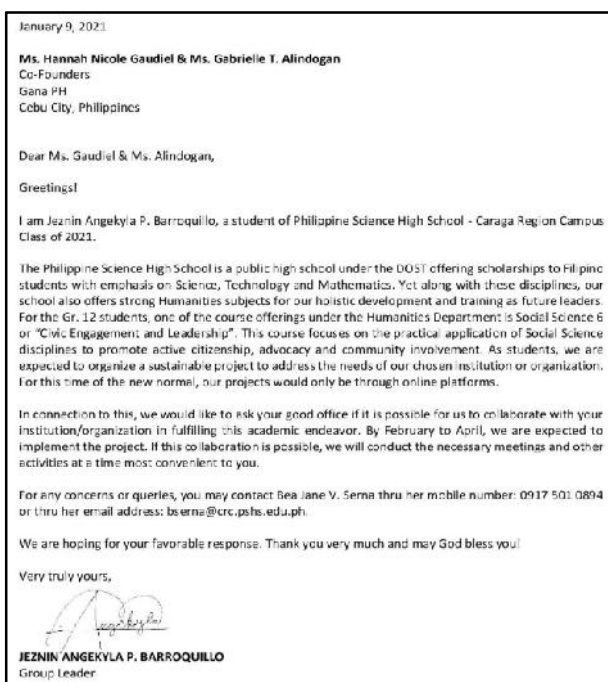 January 9, 2021
Ms. Hannah Nicole Gaudiel & Ms. Gabrielle T. Alindogan
Co-Founders
Gana PH
Cebu City, Philippines
Dear Ms. Gaudiel & Ms. Alindogan,
Greetings!
I am Jeznin Angekyla P. Barroquillo, a student of Philippine Science High School - Caraga Region Campus
Class of 2021.
The Philippine Science High School is a public high school under the DOST offering scholarships to Filipino
students with emphasis on Science, Technology and Mathematics. Yet along with these disciplines, our
school also offers strong Humanities subjects for our holistic development and training as future leaders.
For the Gr. 12 students, one of the course offerings under the Humanities Department is Social Science 6
or "Civic Engagement and Leadership". This course focuses on the practical application of Social Science
disciplines to promote active citizenship, advocacy and community involvement. As students, we are
expected to organize a sustainable project to address the needs of our chosen institution or organization.
For this time of the new normal, our projects would only be through online platforms.
In connection to this, we would like to ask your good office if it is possible for us to collaborate with your
institution/organization in fulfilling this academic endeavor. By February to April, we are expected to
implement the project. If this collaboration is possible, we will conduct the necessary meetings and other
activities at a time most convenient to you.
For any concerns or queries, you may contact Bea Jane V. Serna thru her mobile number: 0917 501 0894
or thru her email address: bserna@crc.pshs.edu.ph.
We are hoping for your favorable response. Thank you very much and may God bless you!
Very truly yours,
JEZNIN ANGEKYLA P. BARROQUILLO
Group Leader